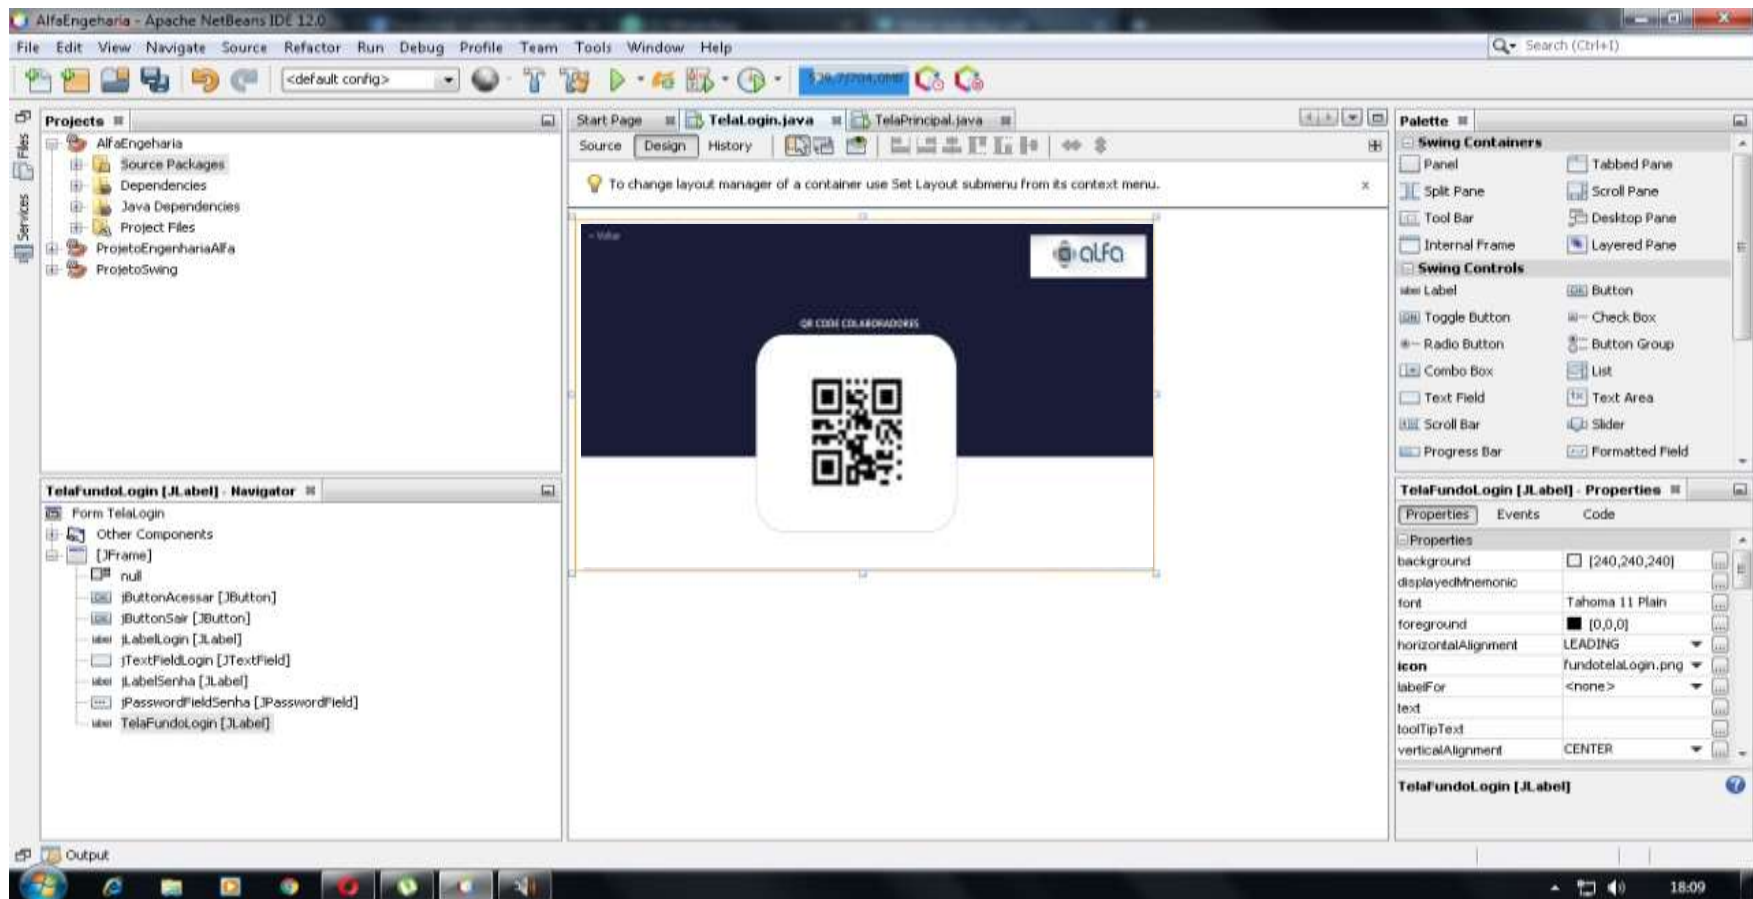 AlfaEngeharia - Apache NetBeans IDE 12.0
File Edit View Navigate Source Refactor Run Debug Profile Team Tools Window Help
Search (Ctrl+I)
<default config>
Projects
Files
Services
AlfaEngeharia
Source Packages
Dependencies
Java Dependencies
Project Files
ProjetoEngenhariaAlfa
ProjetoSwing
Start Page TelaLogin.java TelaPrincipal.java
Source Design History
To change layout manager of a container use Set Layout submenu from its context menu.
alfa
QR CODE COLABORADORES
Palette
Swing Containers
Panel Tabbed Pane
Split Pane Scroll Pane
Tool Bar Desktop Pane
Internal Frame Layered Pane
Swing Controls
Label Button
Toggle Button Check Box
Radio Button Button Group
Combo Box List
Text Field Text Area
Scroll Bar Slider
Progress Bar Formatted Field
TelaFundoLogin [JLabel] - Navigator
Form TelaLogin
Other Components
[JFrame]
null
jButtonAcessar [JButton]
jButtonSair [JButton]
jLabelLogin [JLabel]
jTextFieldLogin [JTextField]
jLabelSenha [JLabel]
jPasswordFieldSenha [JPasswordField]
TelaFundoLogin [JLabel]
TelaFundoLogin [JLabel] - Properties
Properties Events Code
Properties
background [240,240,240]
displayedMnemonic
font Tahoma 11 Plain
foreground [0,0,0]
horizontalAlignment LEADING
icon fundotelaLogin.png
labelFor <none>
text
toolTipText
verticalAlignment CENTER
TelaFundoLogin [JLabel]
Output
18:09